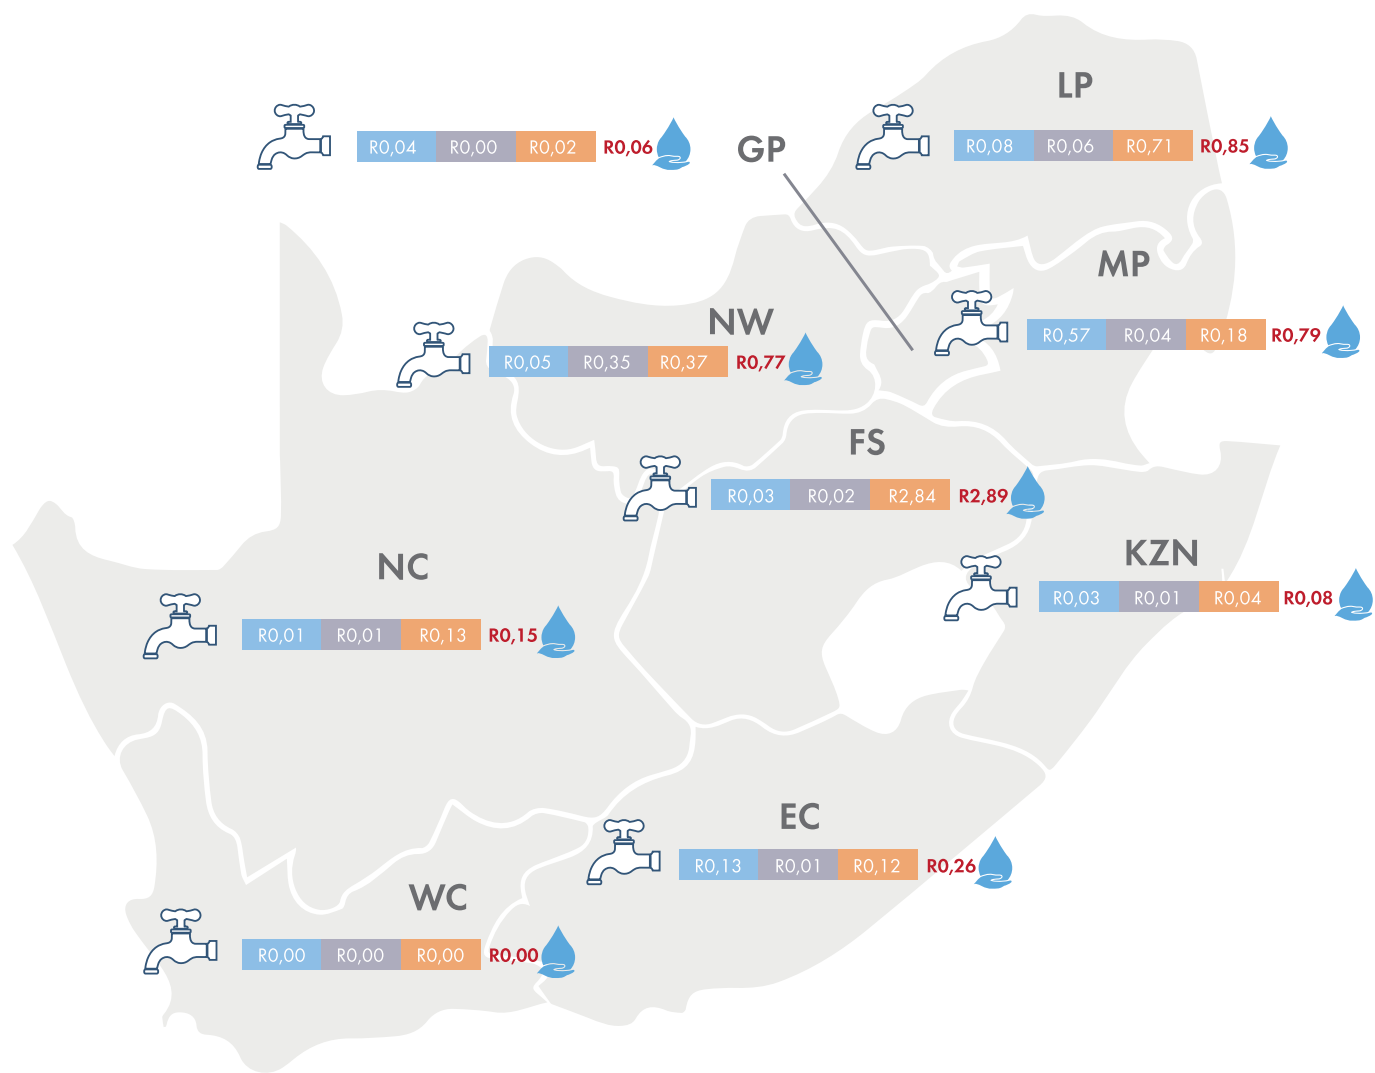 LP
R0,04 R0,00 R0,02 R0,06
GP
R0,08 R0,06 R0,71 R0,85
MP
NW
R0,57 R0,04 R0,18 R0,79
R0,05 R0,35 R0,37 R0,77
FS
R0,03 R0,02 R2,84 R2,89
KZN
NC
R0,03 R0,01 R0,04 R0,08
R0,01 R0,01 R0,13 R0,15
EC
R0,13 R0,01 R0,12 R0,26
WC
R0,00 R0,00 R0,00 R0,00